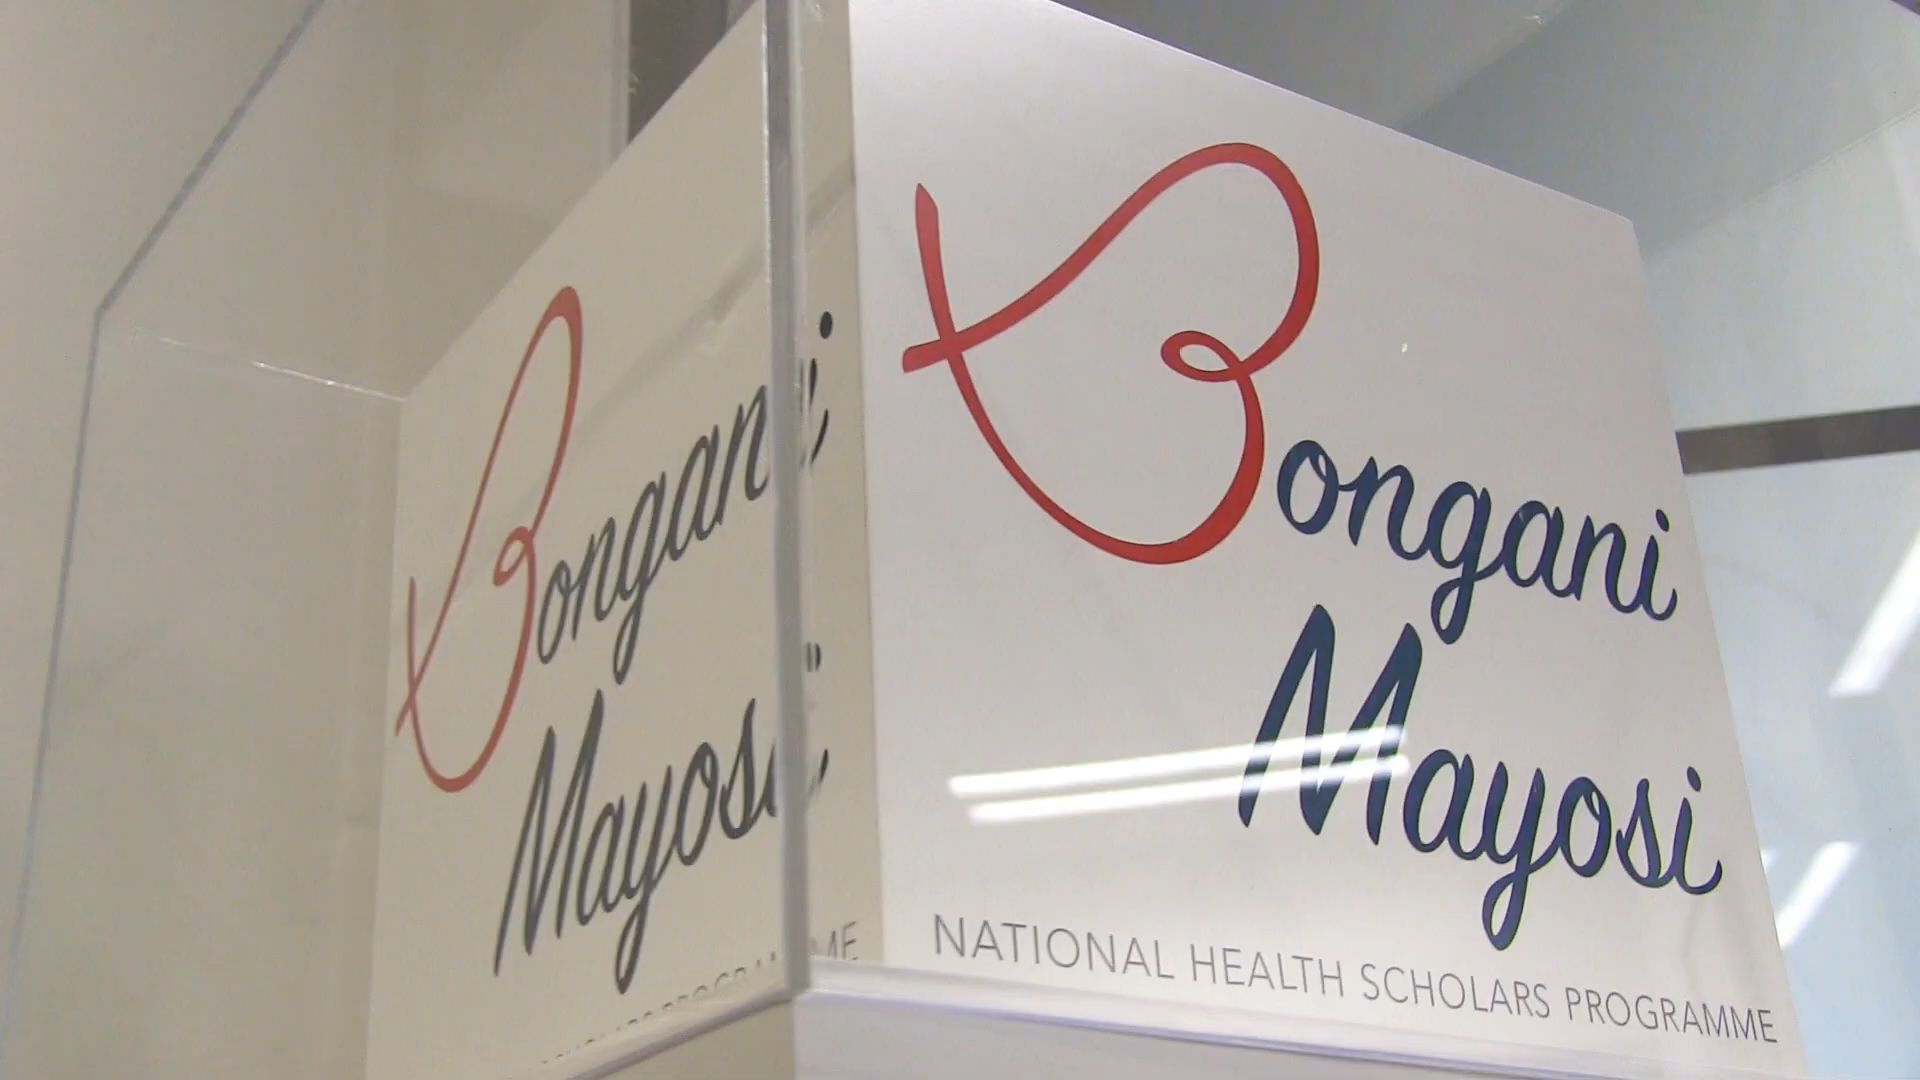 Bongani
Mayosi
NATIONAL HEALTH SCHOLARS PROGRAMME
Bongani
Mayosi